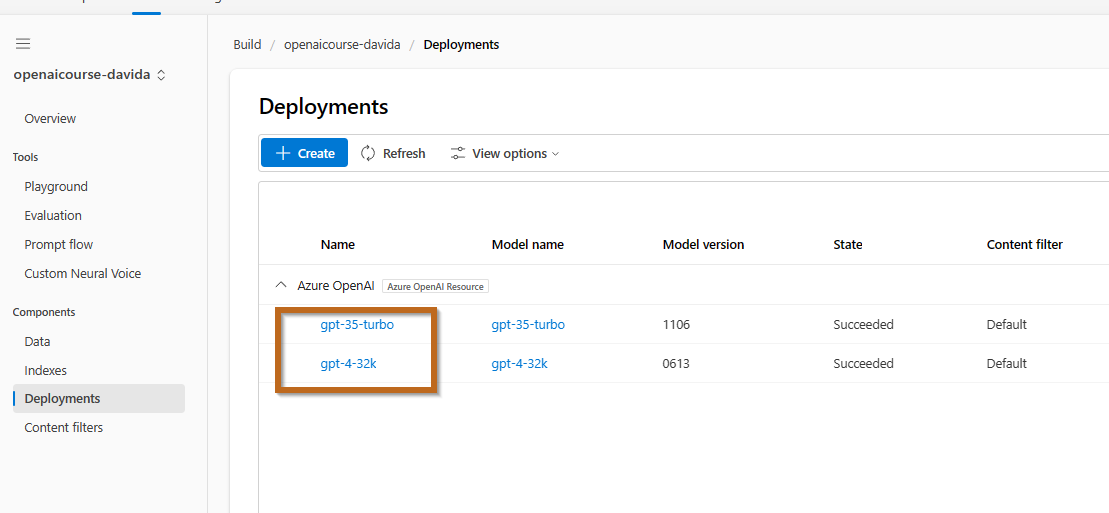 openaicourse-davida
Overview
Tools
Playground
Evaluation
Prompt flow
Custom Neural Voice
Components
Data
Indexes
Deployments
Content filters
Build / openaicourse-davida / Deployments
Deployments
Create Refresh View options
Name Model name Model version State Content filter
Azure OpenAI Azure OpenAI Resource
gpt-35-turbo gpt-35-turbo 1106 Succeeded Default
gpt-4-32k gpt-4-32k 0613 Succeeded Default